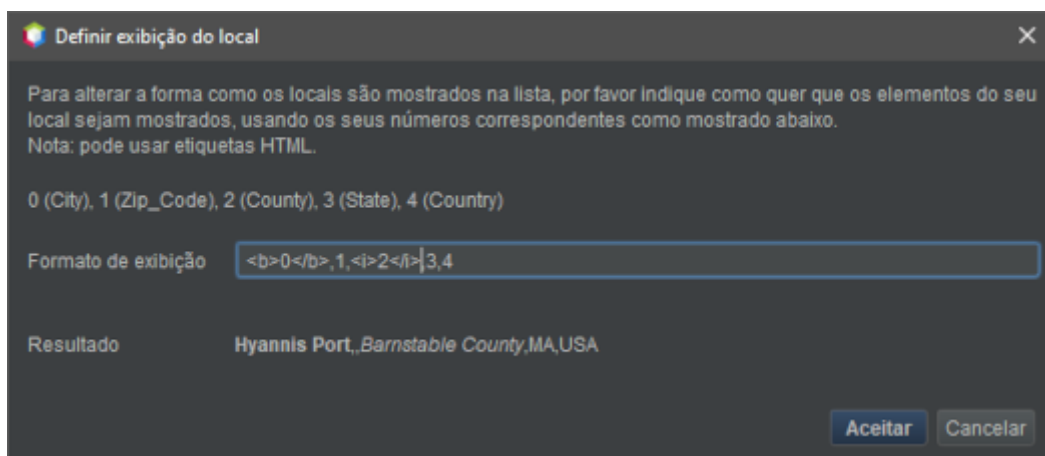 Definir exibição do local
Para alterar a forma como os locais são mostrados na lista, por favor indique como quer que os elementos do seu
local sejam mostrados, usando os seus números correspondentes como mostrado abaixo.
Nota: pode usar etiquetas HTML.
0 (City), 1 (Zip_Code), 2 (County), 3 (State), 4 (Country)
Formato de exibição <b>0</b>,1,<i>2</i>,3,4
Resultado Hyannis Port,,Barnstable County,MA,USA
Aceitar Cancelar